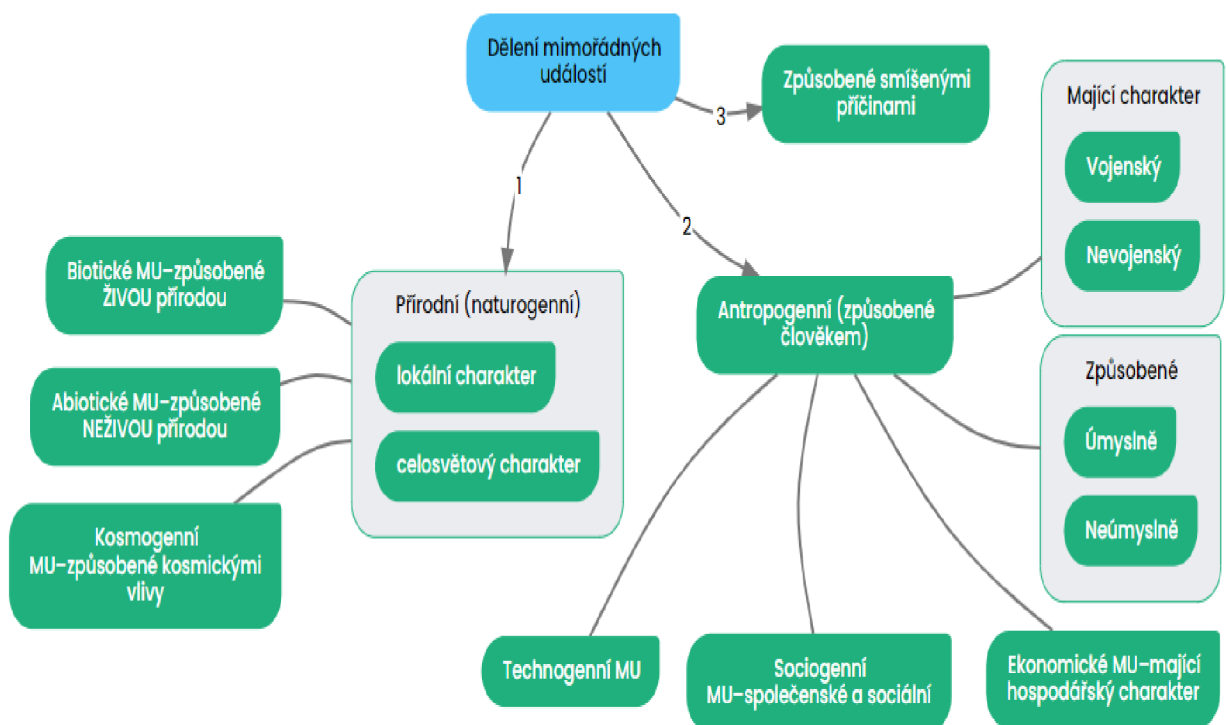 Dělení mimořádných
událostí
Způsobené smíšenými
příčinami
3
1
2
Mající charakter
Vojenský
Nevojenský
Biotické MU-způsobené
ŽIVOU přírodou
Abiotické MU-způsobené
NEŽIVOU přírodou
Kosmogenní
MU-způsobené kosmickými
vlivy
Přírodní (naturogenní)
lokální charakter
celosvětový charakter
Antropogenní (způsobené
člověkem)
Způsobené
Úmyslně
Neúmyslně
Technogenní MU
Sociogenní
MU-společenské a sociální
Ekonomické MU-mající
hospodářský charakter